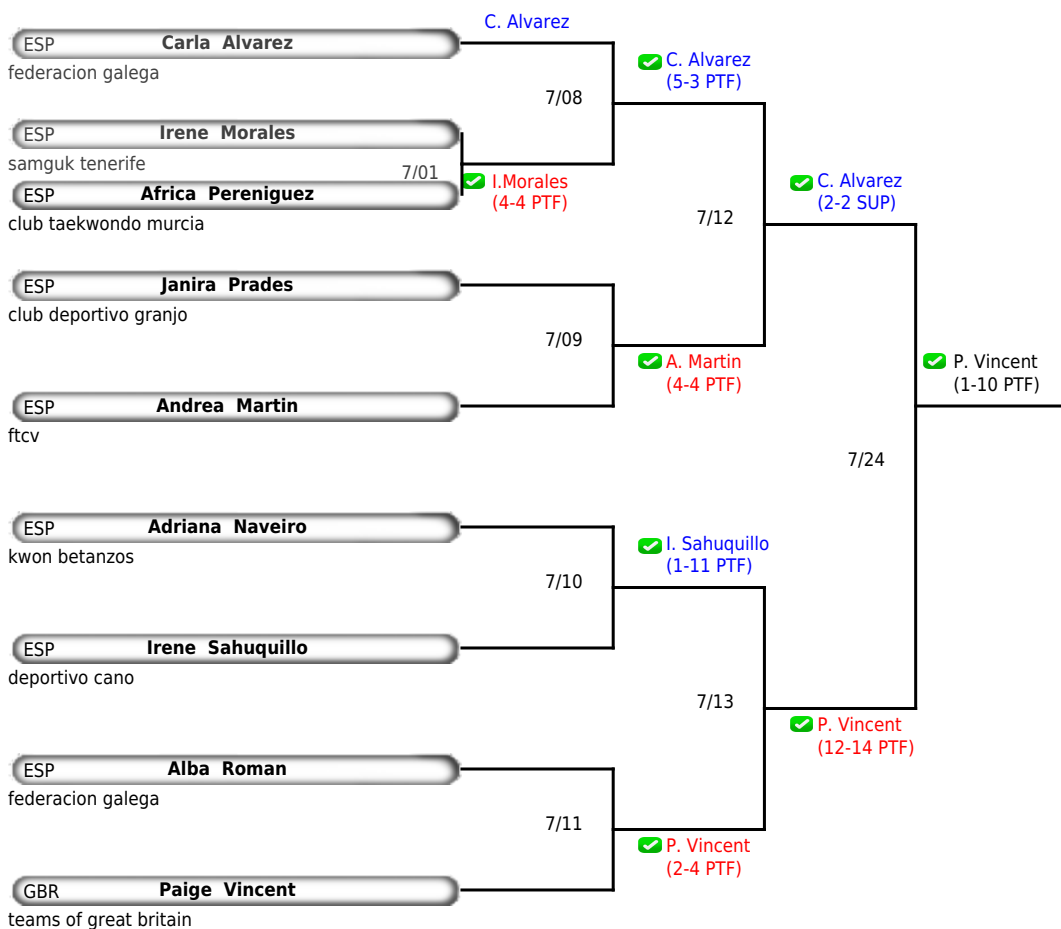 C. Alvarez
ESP Carla Alvarez
federacion galega
C. Alvarez
(5-3 PTF)
7/08
ESP Irene Morales
samguk tenerife
7/01
I.Morales
(4-4 PTF)
ESP Africa Pereniguez
club taekwondo murcia
C. Alvarez
(2-2 SUP)
7/12
ESP Janira Prades
club deportivo granjo
7/09
A. Martin
(4-4 PTF)
P. Vincent
(1-10 PTF)
ESP Andrea Martin
ftcv
7/24
ESP Adriana Naveiro
kwon betanzos
I. Sahuquillo
(1-11 PTF)
7/10
ESP Irene Sahuquillo
deportivo cano
7/13
P. Vincent
(12-14 PTF)
ESP Alba Roman
federacion galega
7/11
P. Vincent
(2-4 PTF)
GBR Paige Vincent
teams of great britain